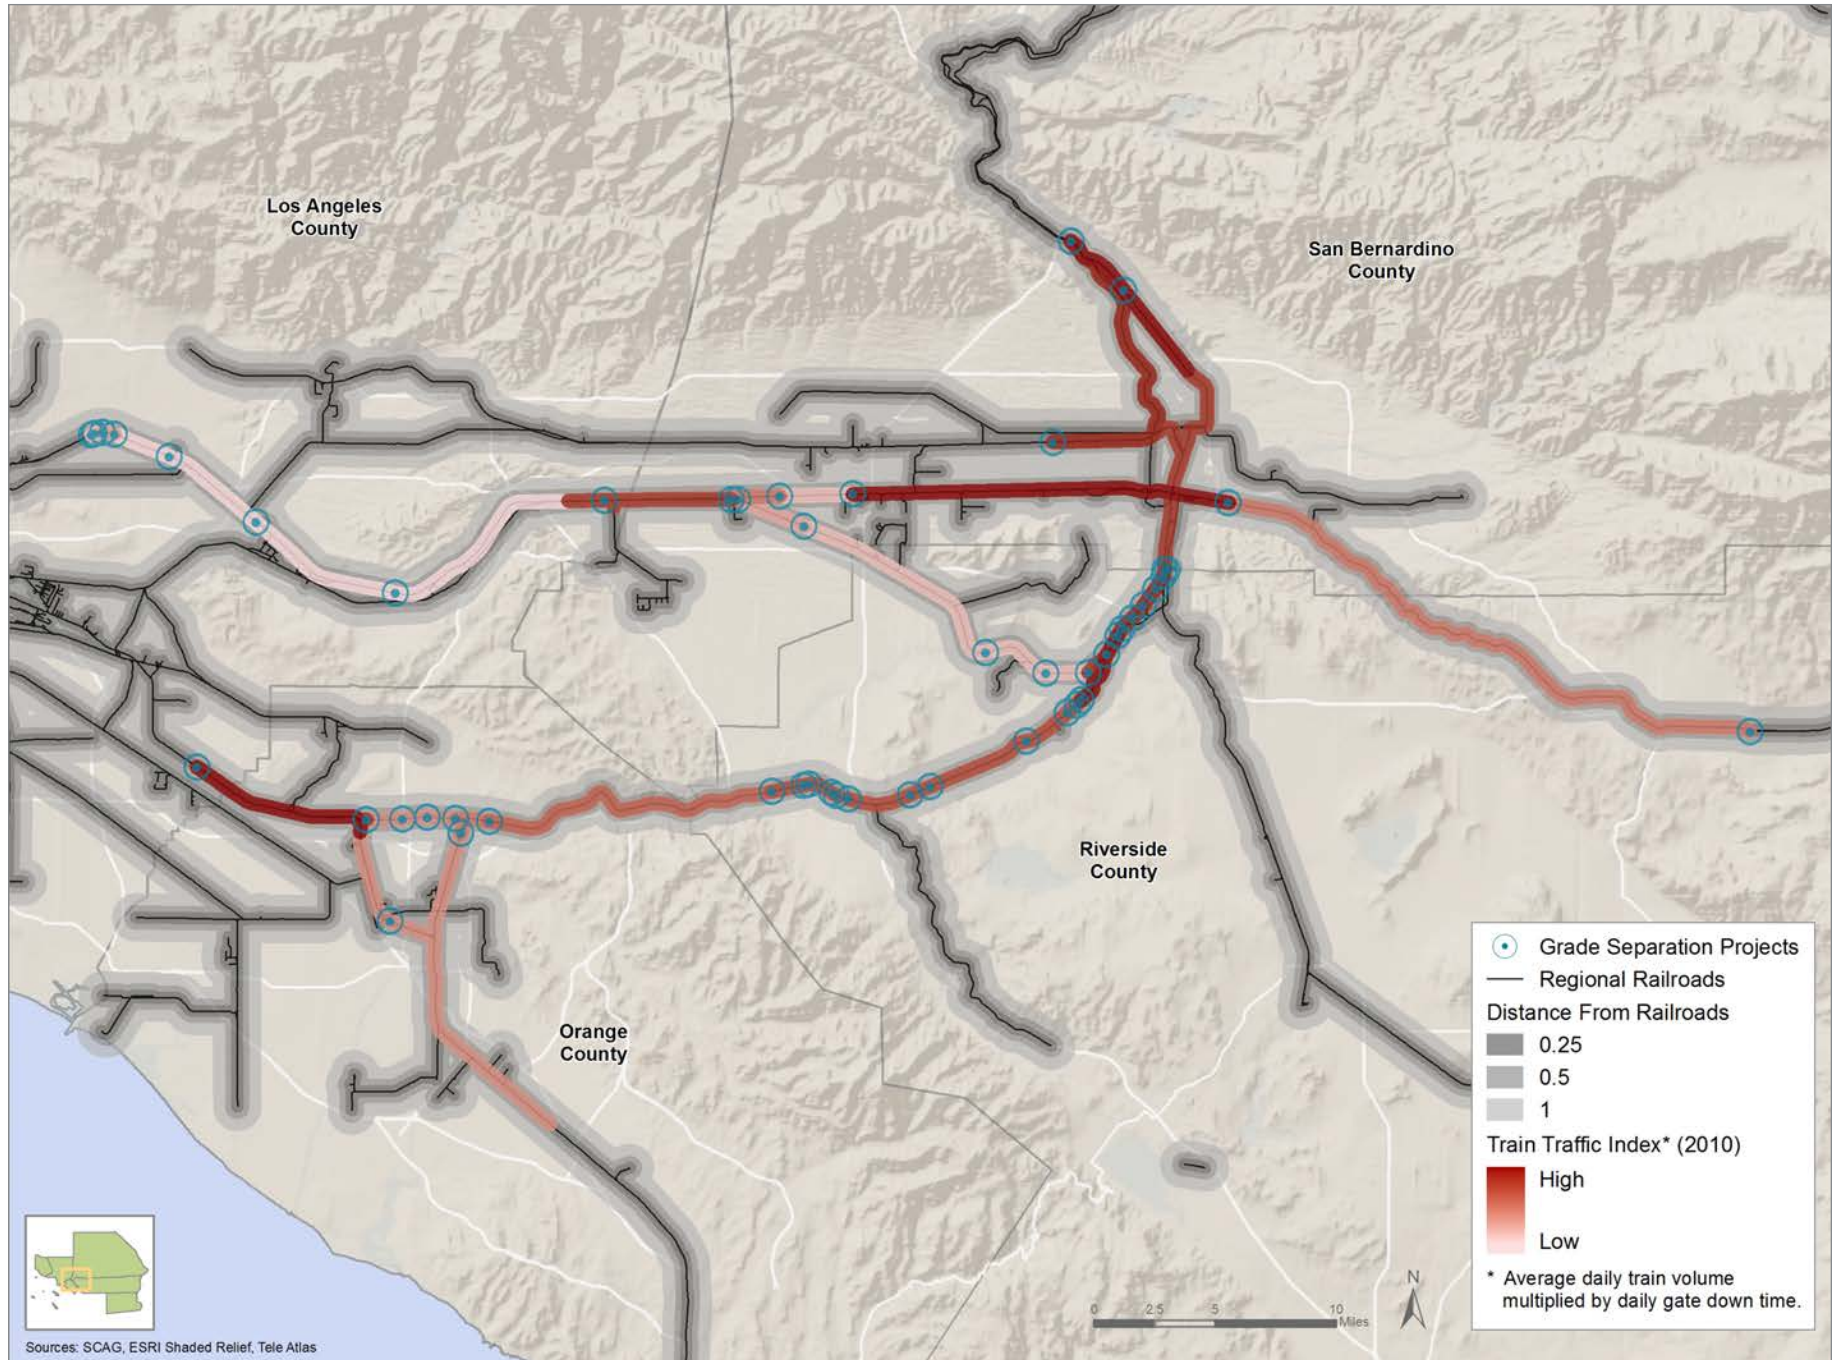 Los Angeles
County
San Bernardino
County
Riverside
County
Orange
County
Grade Separation Projects
Regional Railroads
Distance From Railroads
0.25
0.5
1
Train Traffic Index* (2010)
High
Low
* Average daily train volume
multiplied by daily gate down time.
N
0 2.5 5 10
Miles
Sources: SCAG, ESRI Shaded Relief, Tele Atlas